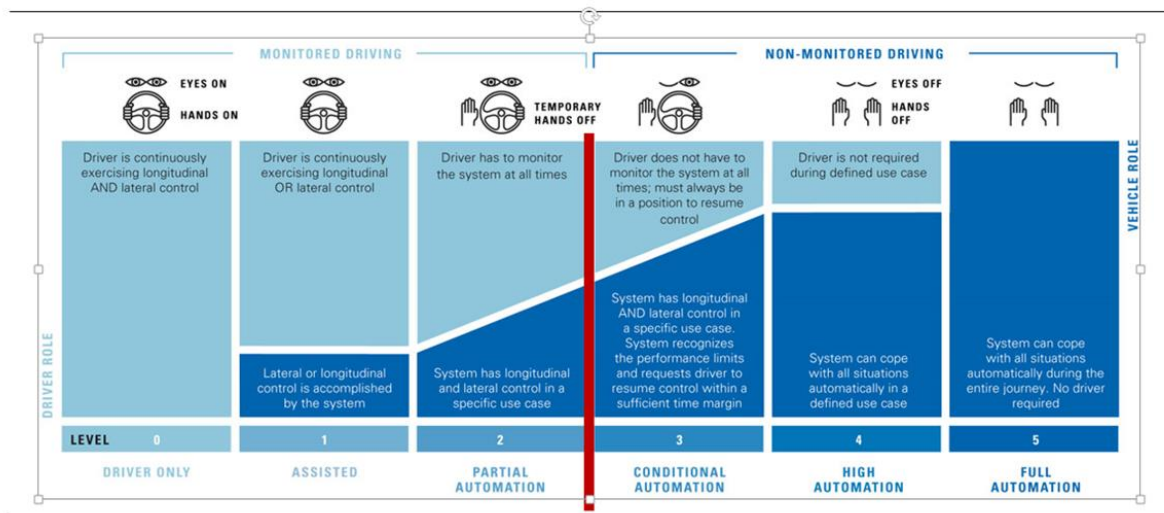 MONITORED DRIVING
NON-MONITORED DRIVING
EYES ON
HANDS ON
TEMPORARY
HANDS OFF
EYES OFF
HANDS
OFF
Driver is continuously
exercising longitudinal
AND lateral control
Driver is continuously
exercising longitudinal
OR lateral control
Driver has to monitor
the system at all times
Driver does not have to
monitor the system at all
times; must always be
in a position to resume
control
Driver is not required
during defined use case
VEHICLE ROLE
DRIVER ROLE
Lateral or longitudinal
control is accomplished
by the system
System has longitudinal
and lateral control in a
specific use case
System has longitudinal
AND lateral control in
a specific use case.
System recognizes
the performance limits
and requests driver to
resume control within a
sufficient time margin
System can cope
with all situations
automatically in a
defined use case
System can cope
with all situations
automatically during the
entire journey. No driver
required
LEVEL 0 1 2 3 4 5
DRIVER ONLY
ASSISTED
PARTIAL
AUTOMATION
CONDITIONAL
AUTOMATION
HIGH
AUTOMATION
FULL
AUTOMATION